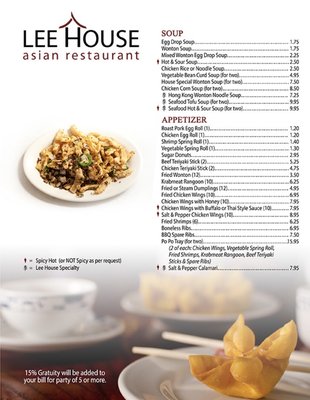 LEE HOUSE
asian restaurant
SOUP
Egg Drop Soup 1.75
Wonton Soup 1.75
Mixed Wonton Egg Drop Soup 2.25
Hot & Sour Soup 2.50
Chicken Rice or Noodle Soup 2.50
Vegetable Bean Curd Soup (for two) 4.95
House Special Wonton Soup (for two) 7.50
Chicken Corn Soup (for two) 8.50
Hong Kong Wonton Noodle Soup 7.25
Seafood Tofu Soup (for two) 9.95
Seafood Hot & Sour Soup (for two) 9.95
APPETIZER
Roast Pork Egg Roll (1) 1.20
Chicken Egg Roll (1) 1.20
Shrimp Spring Roll (1) 1.40
Vegetable Spring Roll (1) 1.50
Sugar Donuts 2.95
Beef Teriyaki Stick (2) 5.25
Chicken Teriyaki Stick (2) 5.25
Fried Wonton (12) 3.50
Krabmeat Rangoon (10) 6.25
Fried or Steam Dumplings (12) 4.95
Fried Chicken Wings (10) 6.95
Chicken Wings with Honey (10) 7.95
Chicken Wings with Buffalo or Thai Style Sauce (10) 7.95
Salt & Pepper Chicken Wings (10) 8.95
Fried Shrimps (6) 6.25
Boneless Ribs 6.95
BBQ Spare Ribs 7.50
Po Po Tray (for two) 15.95
(2 of each: Chicken Wings, Vegetable Spring Roll,
Fried Shrimps, Krabmeat Rangoon, Beef Teriyaki
Sticks & Spare Ribs)
Salt & Pepper Calamari 7.95
= Spicy Hot (or NOT Spicy as per request)
= Lee House Specialty
15% Gratuity will be added to
your bill for party of 5 or more.